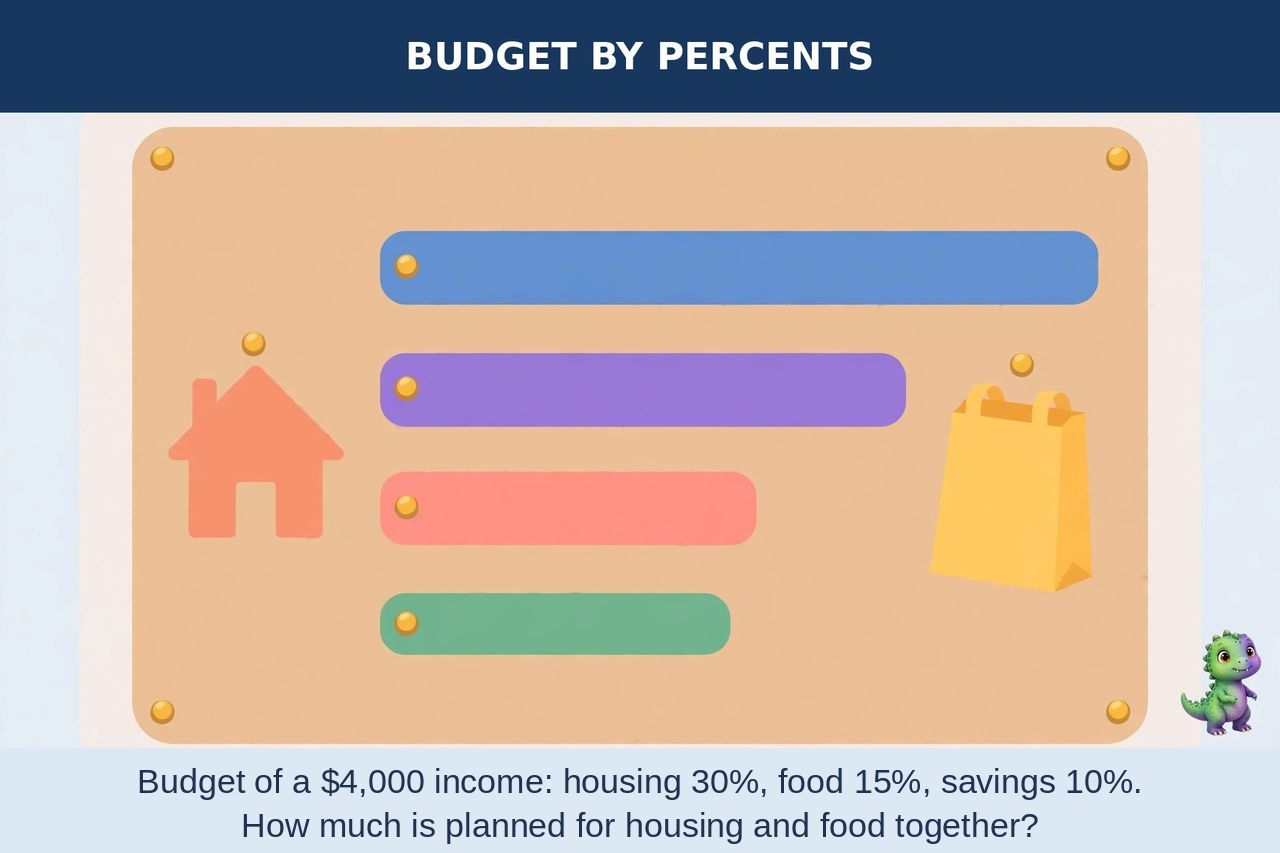 BUDGET BY PERCENTS
Budget of a $4,000 income: housing 30%, food 15%, savings 10%.
How much is planned for housing and food together?